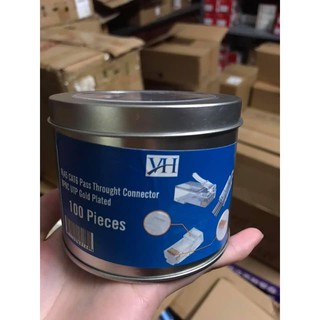 YH
RJ45 CAT6 Pass Throught Connector
8P8C UTP Gold Plated
100 Pieces